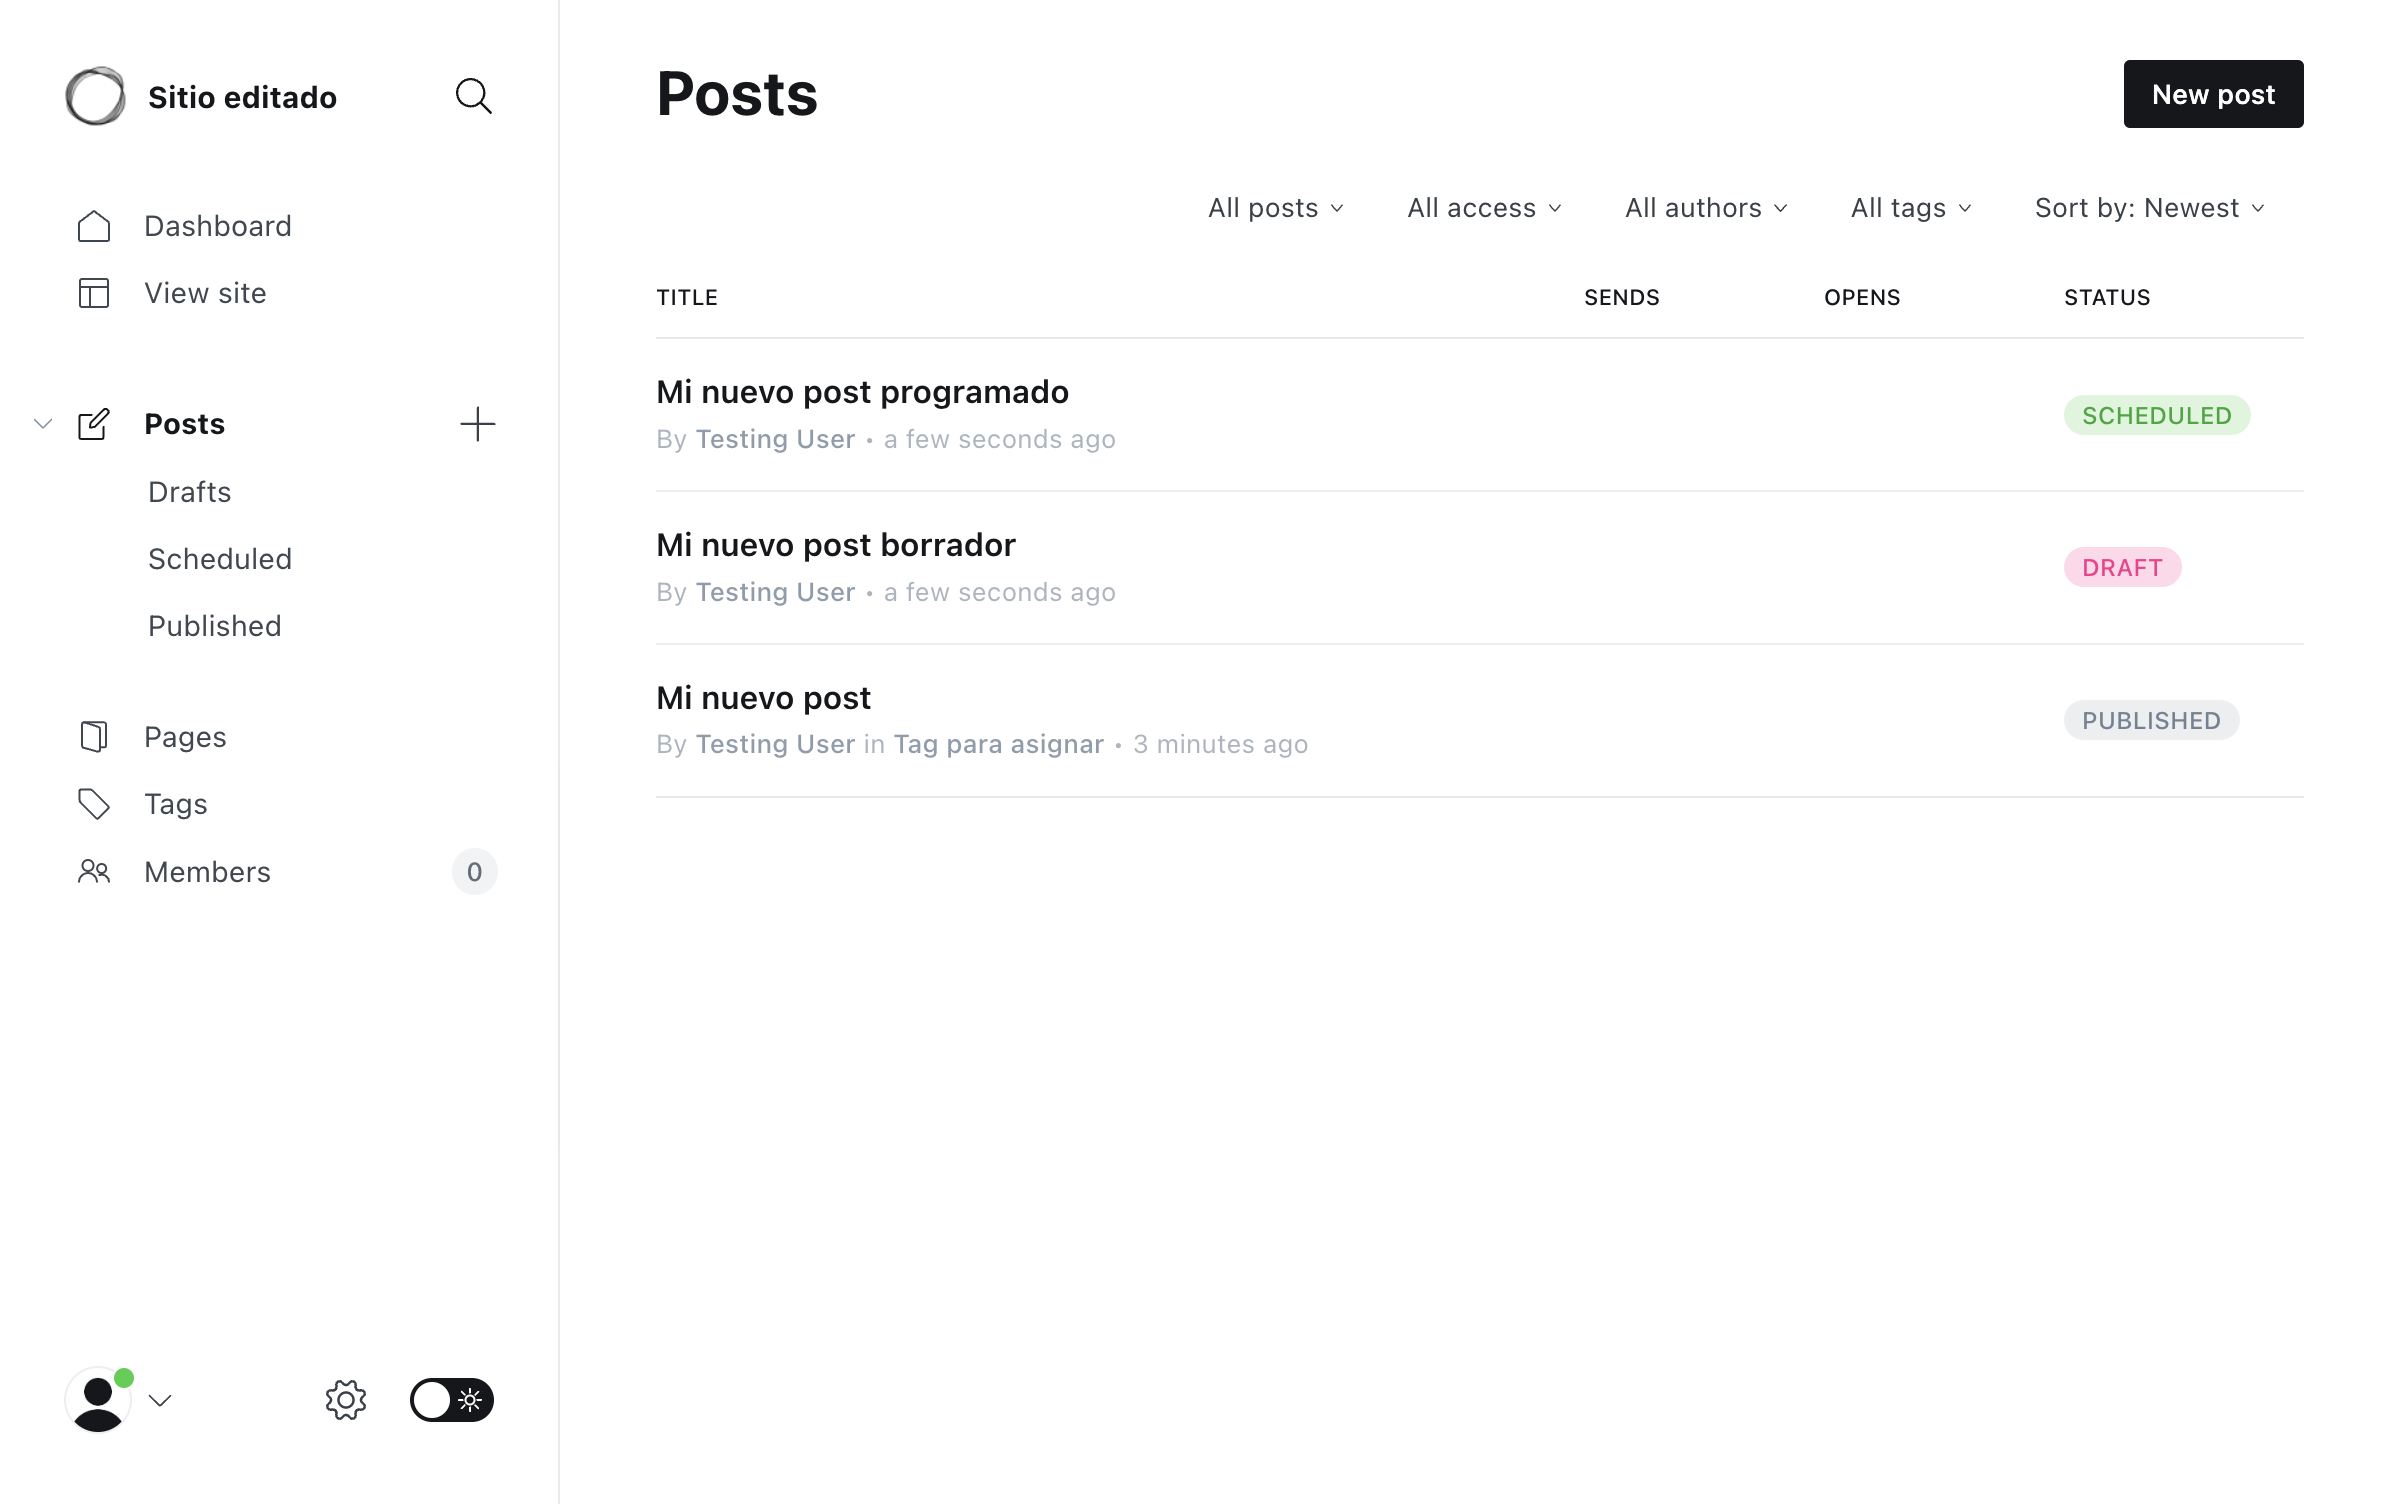 Sitio editado
Dashboard
View site
Posts
Drafts
Scheduled
Published
Pages
Tags
Members 0
Posts
New post
All posts All access All authors All tags Sort by: Newest
TITLE SENDS OPENS STATUS
Mi nuevo post programado
By Testing User • a few seconds ago
SCHEDULED
Mi nuevo post borrador
By Testing User • a few seconds ago
DRAFT
Mi nuevo post
By Testing User in Tag para asignar • 3 minutes ago
PUBLISHED